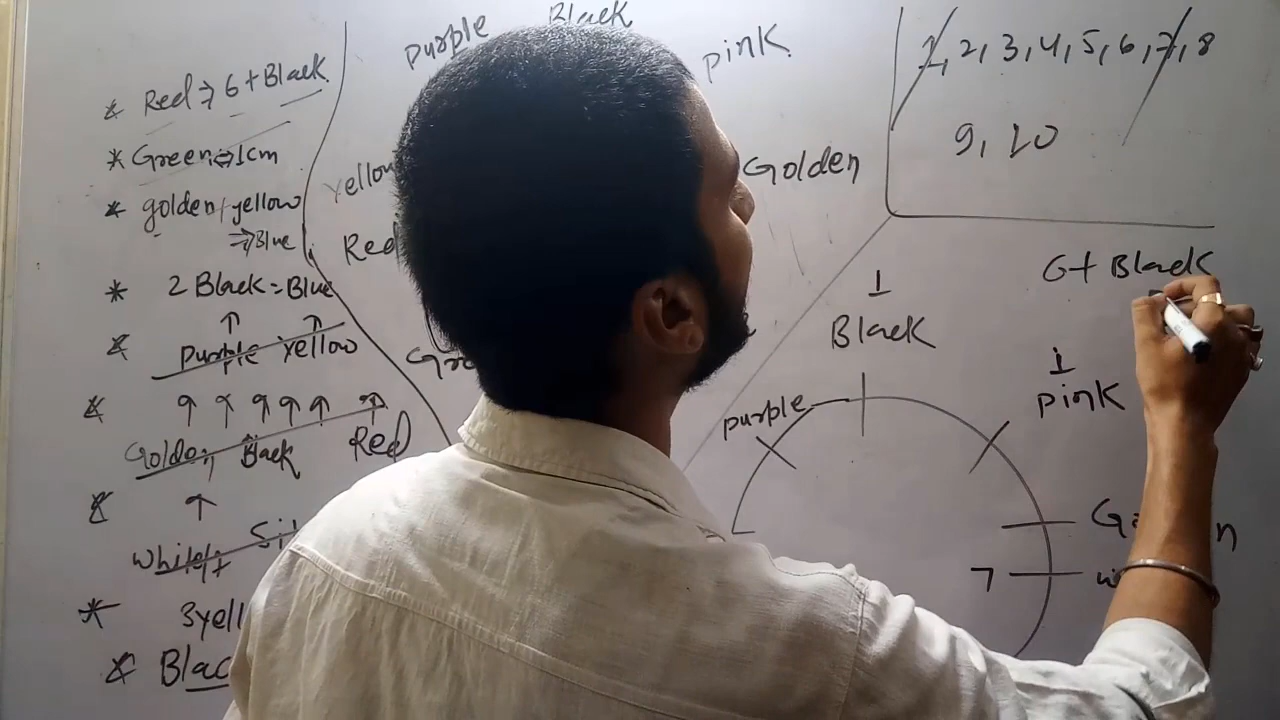 * Red => 6 + Black
* Green => 1cm
* golden + yellow
=> Blue
* 2 Black = Blue
* Purple Yellow
Golden Black Red
White
* 3yell
* Blac
Purple Black
pink
Yellow
Golden
Red
Gre
1, 2, 3, 4, 5, 6, 7, 8
9, 10
6+ Black
1
Black
1
pink
purple
G n
7